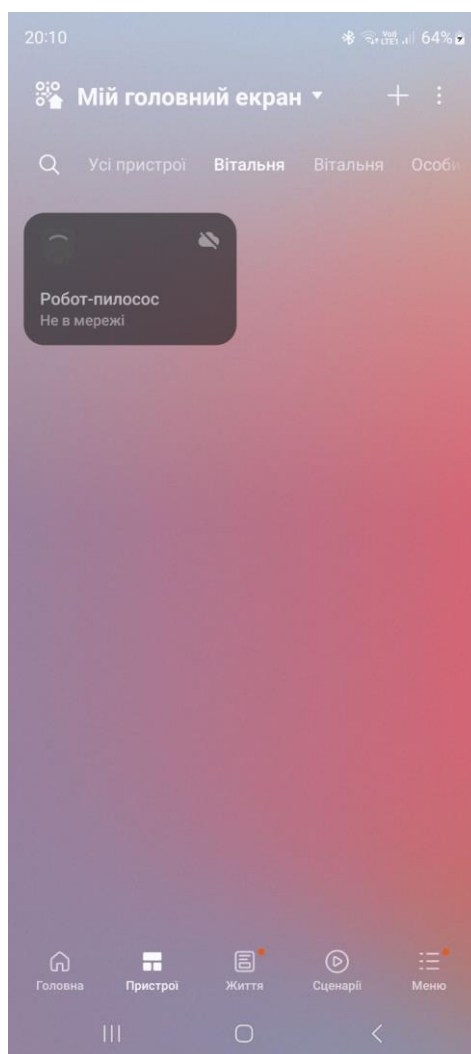 20:10 64%
Мій головний екран
Усі пристрої Вітальня Вітальня Особи
Робот-пилосос
Не в мережі
Головна Пристрої Життя Сценарії Меню